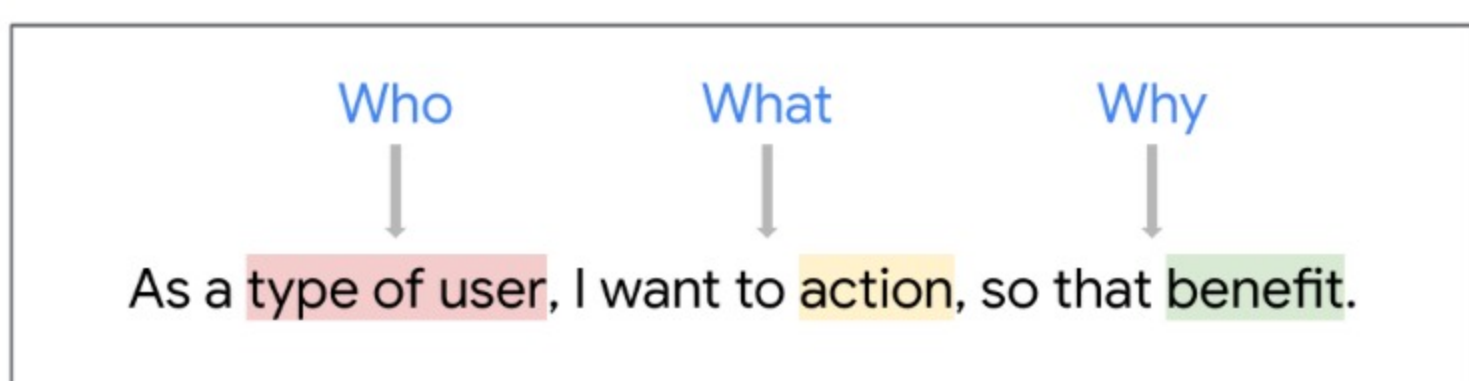 Who What Why
As a type of user, I want to action, so that benefit.